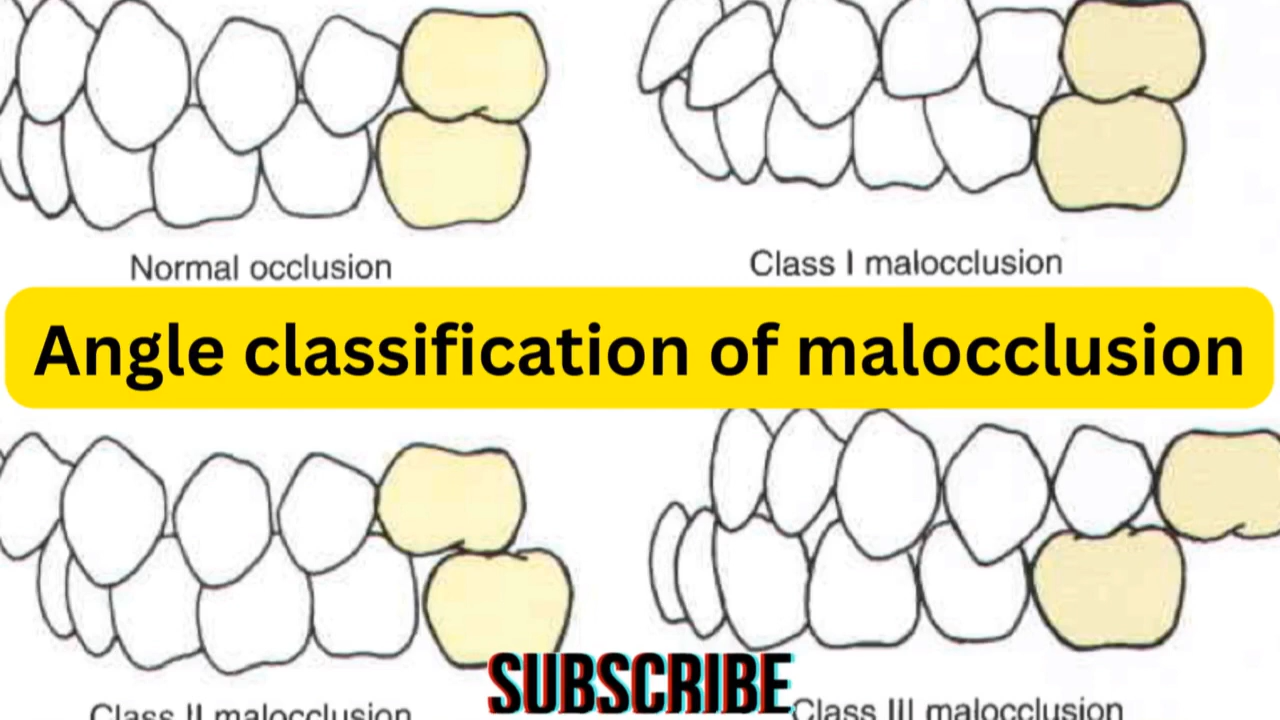 Normal occlusion
Class I malocclusion
Angle classification of malocclusion
Class II malocclusion
SUBSCRIBE
Class III malocclusion